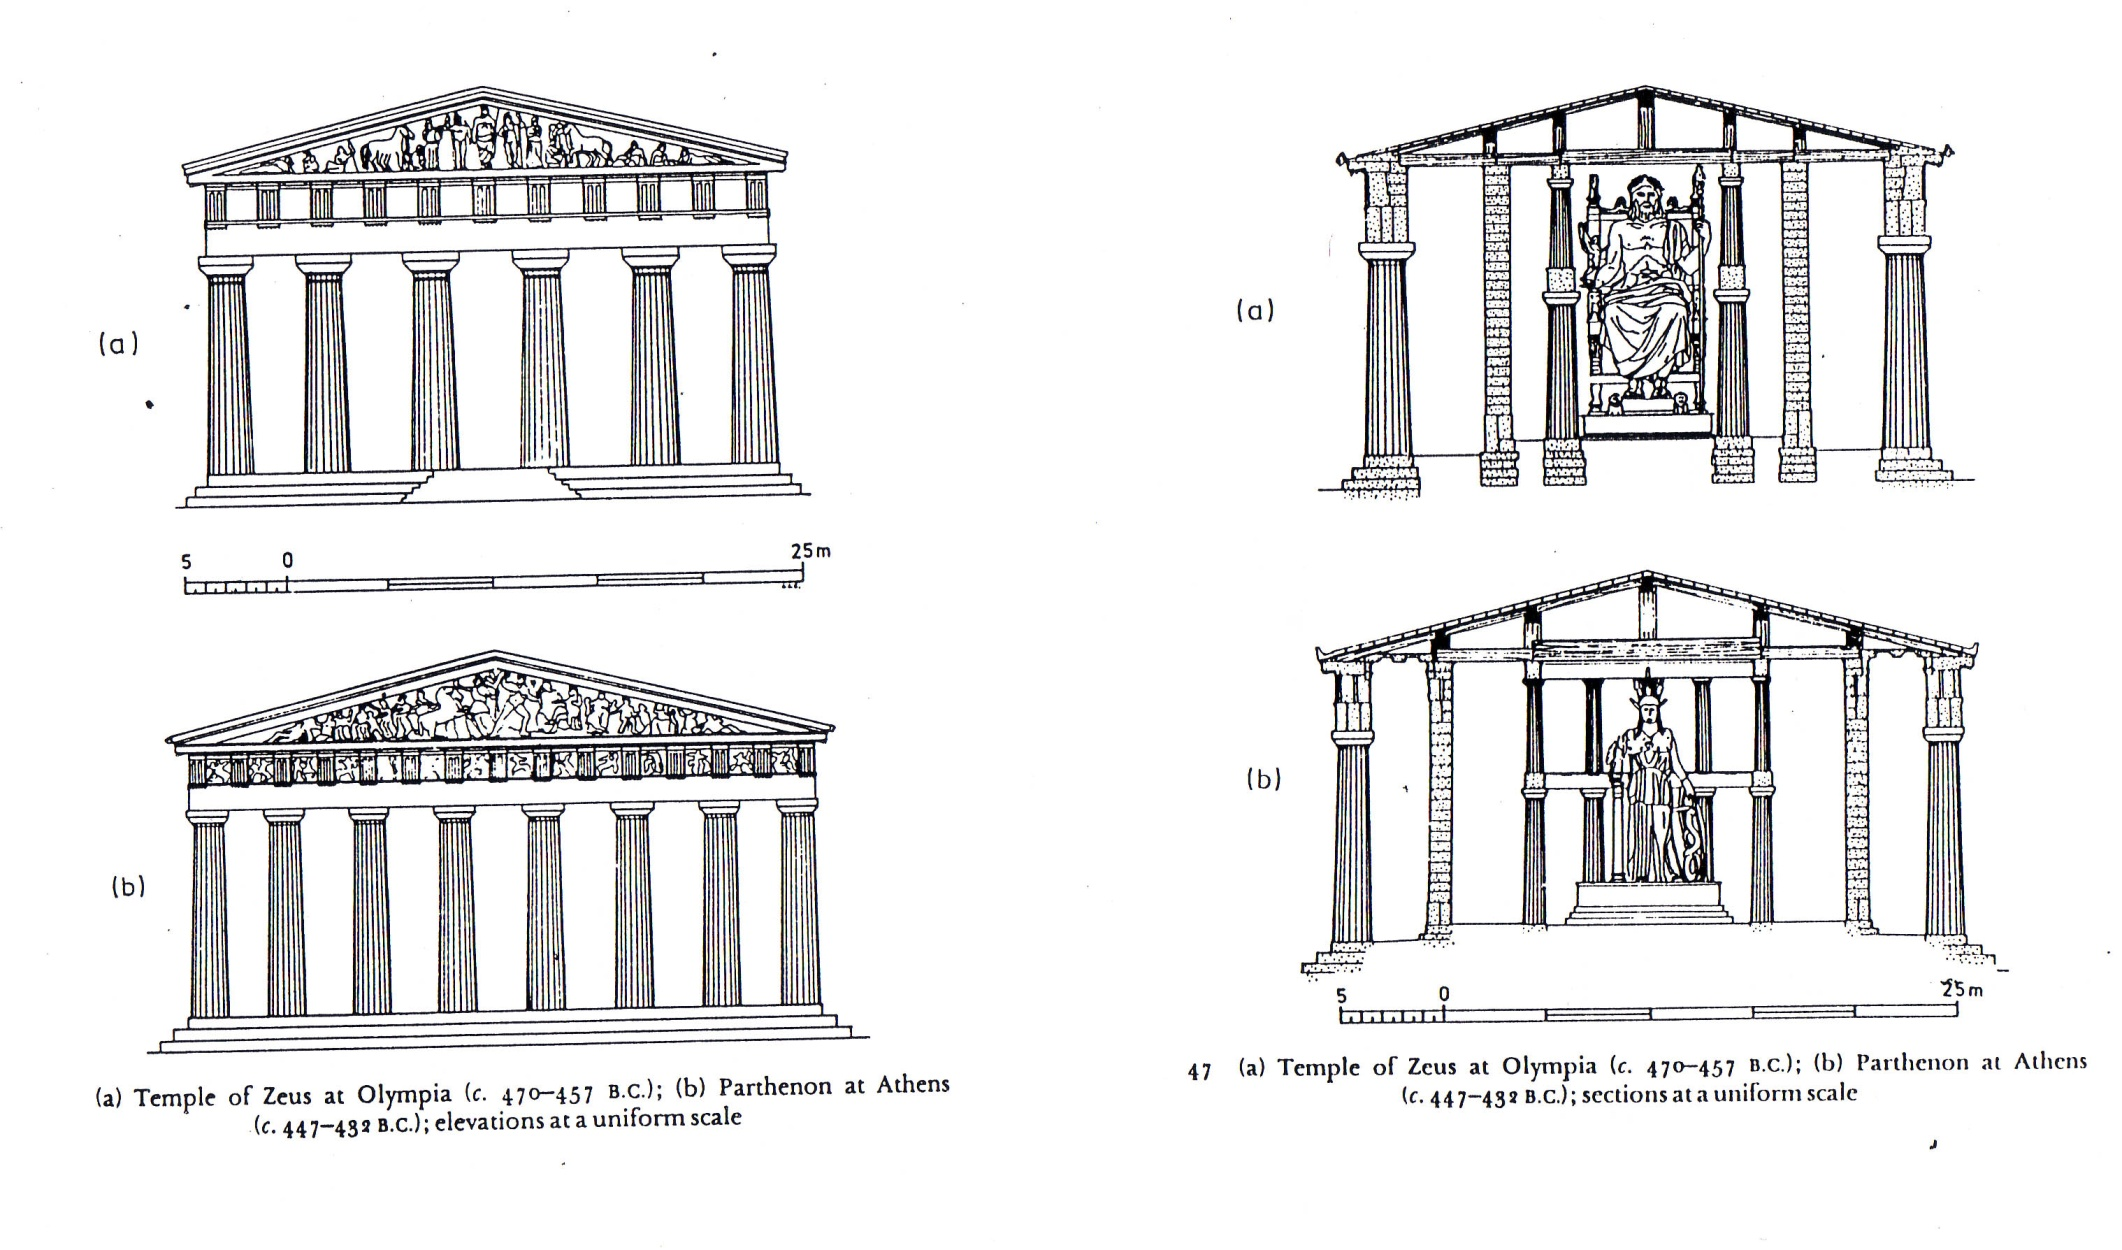 (a)
5 0 25m
(b)
(a) Temple of Zeus at Olympia (c. 470–457 B.C.); (b) Parthenon at Athens
(c. 447–432 B.C.); elevations at a uniform scale
(a)
(b)
5 0 25m
47 (a) Temple of Zeus at Olympia (c. 470–457 B.C.); (b) Parthenon at Athens
(c. 447–432 B.C.); sections at a uniform scale